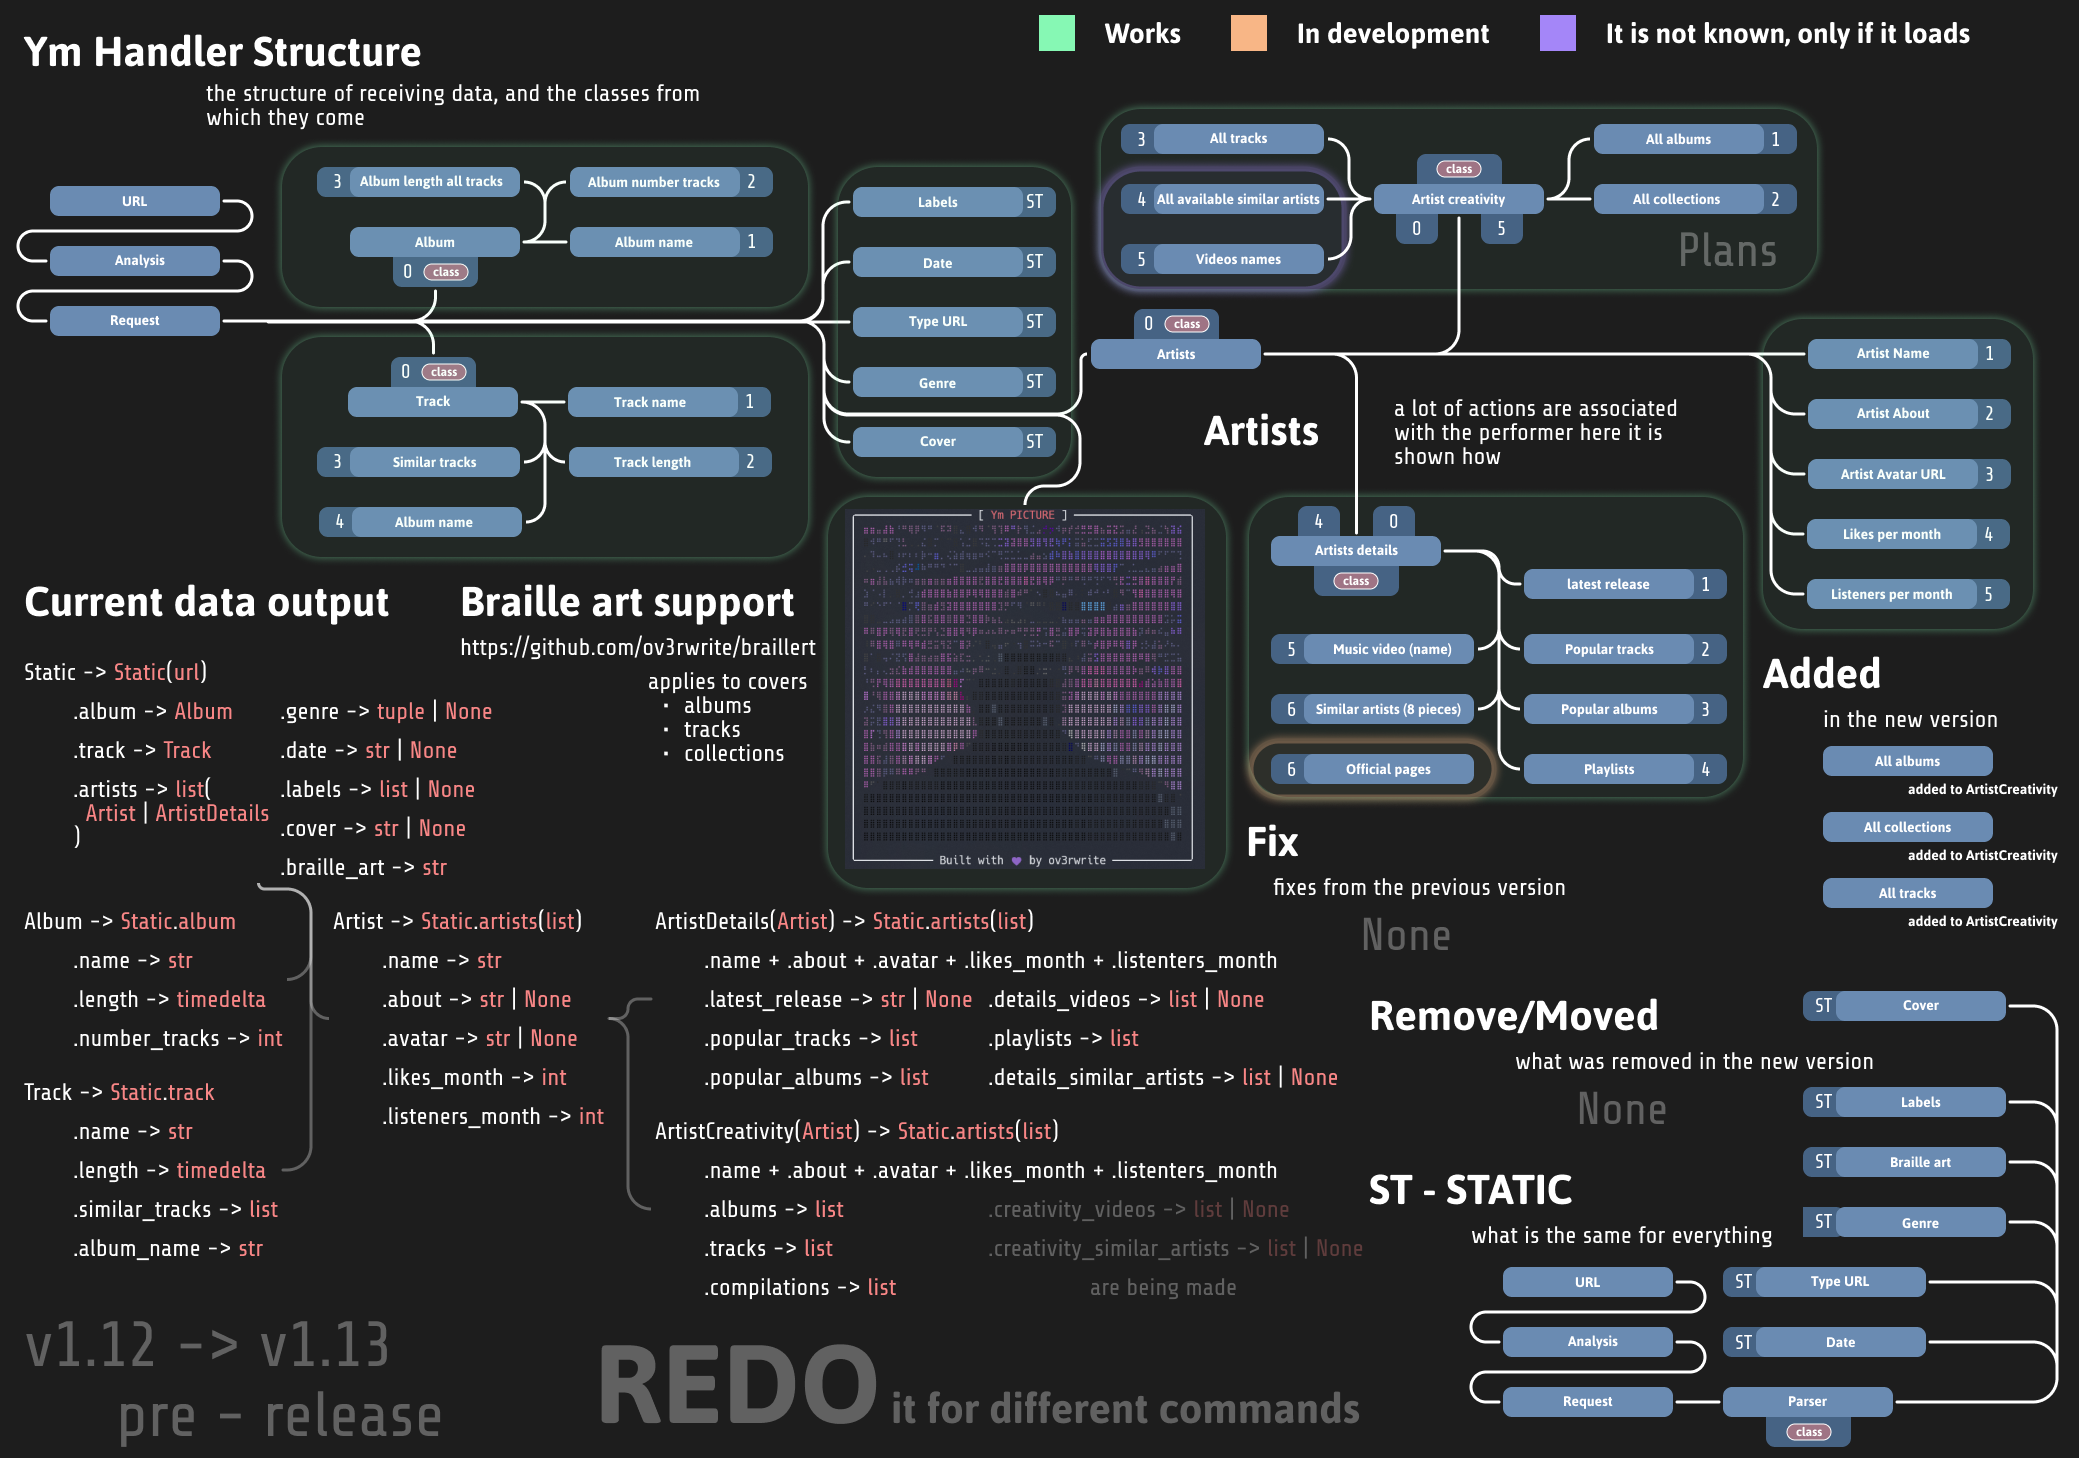 Works
In development
It is not known, only if it loads
Ym Handler Structure
the structure of receiving data, and the classes from
which they come
URL
Analysis
Request
3 Album length all tracks
Album number tracks 2
Album
Album name 1
0 class
0 class
Track
Track name 1
3 Similar tracks
Track length 2
4 Album name
Labels ST
Date ST
Type URL ST
Genre ST
Cover ST
3 All tracks
4 All available similar artists
5 Videos names
class
Artist creativity
0 5
All albums 1
All collections 2
Plans
0 class
Artists
Artists
a lot of actions are associated
with the performer here it is
shown how
Artist Name 1
Artist About 2
Artist Avatar URL 3
Likes per month 4
Listeners per month 5
4 0
Artists details
class
latest release 1
5 Music video (name)
Popular tracks 2
6 Similar artists (8 pieces)
Popular albums 3
6 Official pages
Playlists 4
[ Ym PICTURE ]
Built with ♥ by ov3rwrite
Current data output
Static -> Static(url)
.album -> Album
.track -> Track
.artists -> list(
Artist | ArtistDetails
)
.genre -> tuple | None
.date -> str | None
.labels -> list | None
.cover -> str | None
.braille_art -> str
Braille art support
https://github.com/ov3rwrite/braillert
applies to covers
· albums
· tracks
· collections
Added
in the new version
All albums
added to ArtistCreativity
All collections
added to ArtistCreativity
All tracks
added to ArtistCreativity
Fix
fixes from the previous version
None
Album -> Static.album
.name -> str
.length -> timedelta
.number_tracks -> int
Track -> Static.track
.name -> str
.length -> timedelta
.similar_tracks -> list
.album_name -> str
Artist -> Static.artists(list)
.name -> str
.about -> str | None
.avatar -> str | None
.likes_month -> int
.listeners_month -> int
ArtistDetails(Artist) -> Static.artists(list)
.name + .about + .avatar + .likes_month + .listenters_month
.latest_release -> str | None
.details_videos -> list | None
.popular_tracks -> list
.playlists -> list
.popular_albums -> list
.details_similar_artists -> list | None
ArtistCreativity(Artist) -> Static.artists(list)
.name + .about + .avatar + .likes_month + .listenters_month
.albums -> list
.creativity_videos -> list | None
.tracks -> list
.creativity_similar_artists -> list | None
.compilations -> list
are being made
Remove/Moved
what was removed in the new version
None
ST - STATIC
what is the same for everything
ST Cover
ST Labels
ST Braille art
ST Genre
URL
ST Type URL
Analysis
ST Date
Request
Parser
class
v1.12 -> v1.13
pre - release
REDO it for different commands